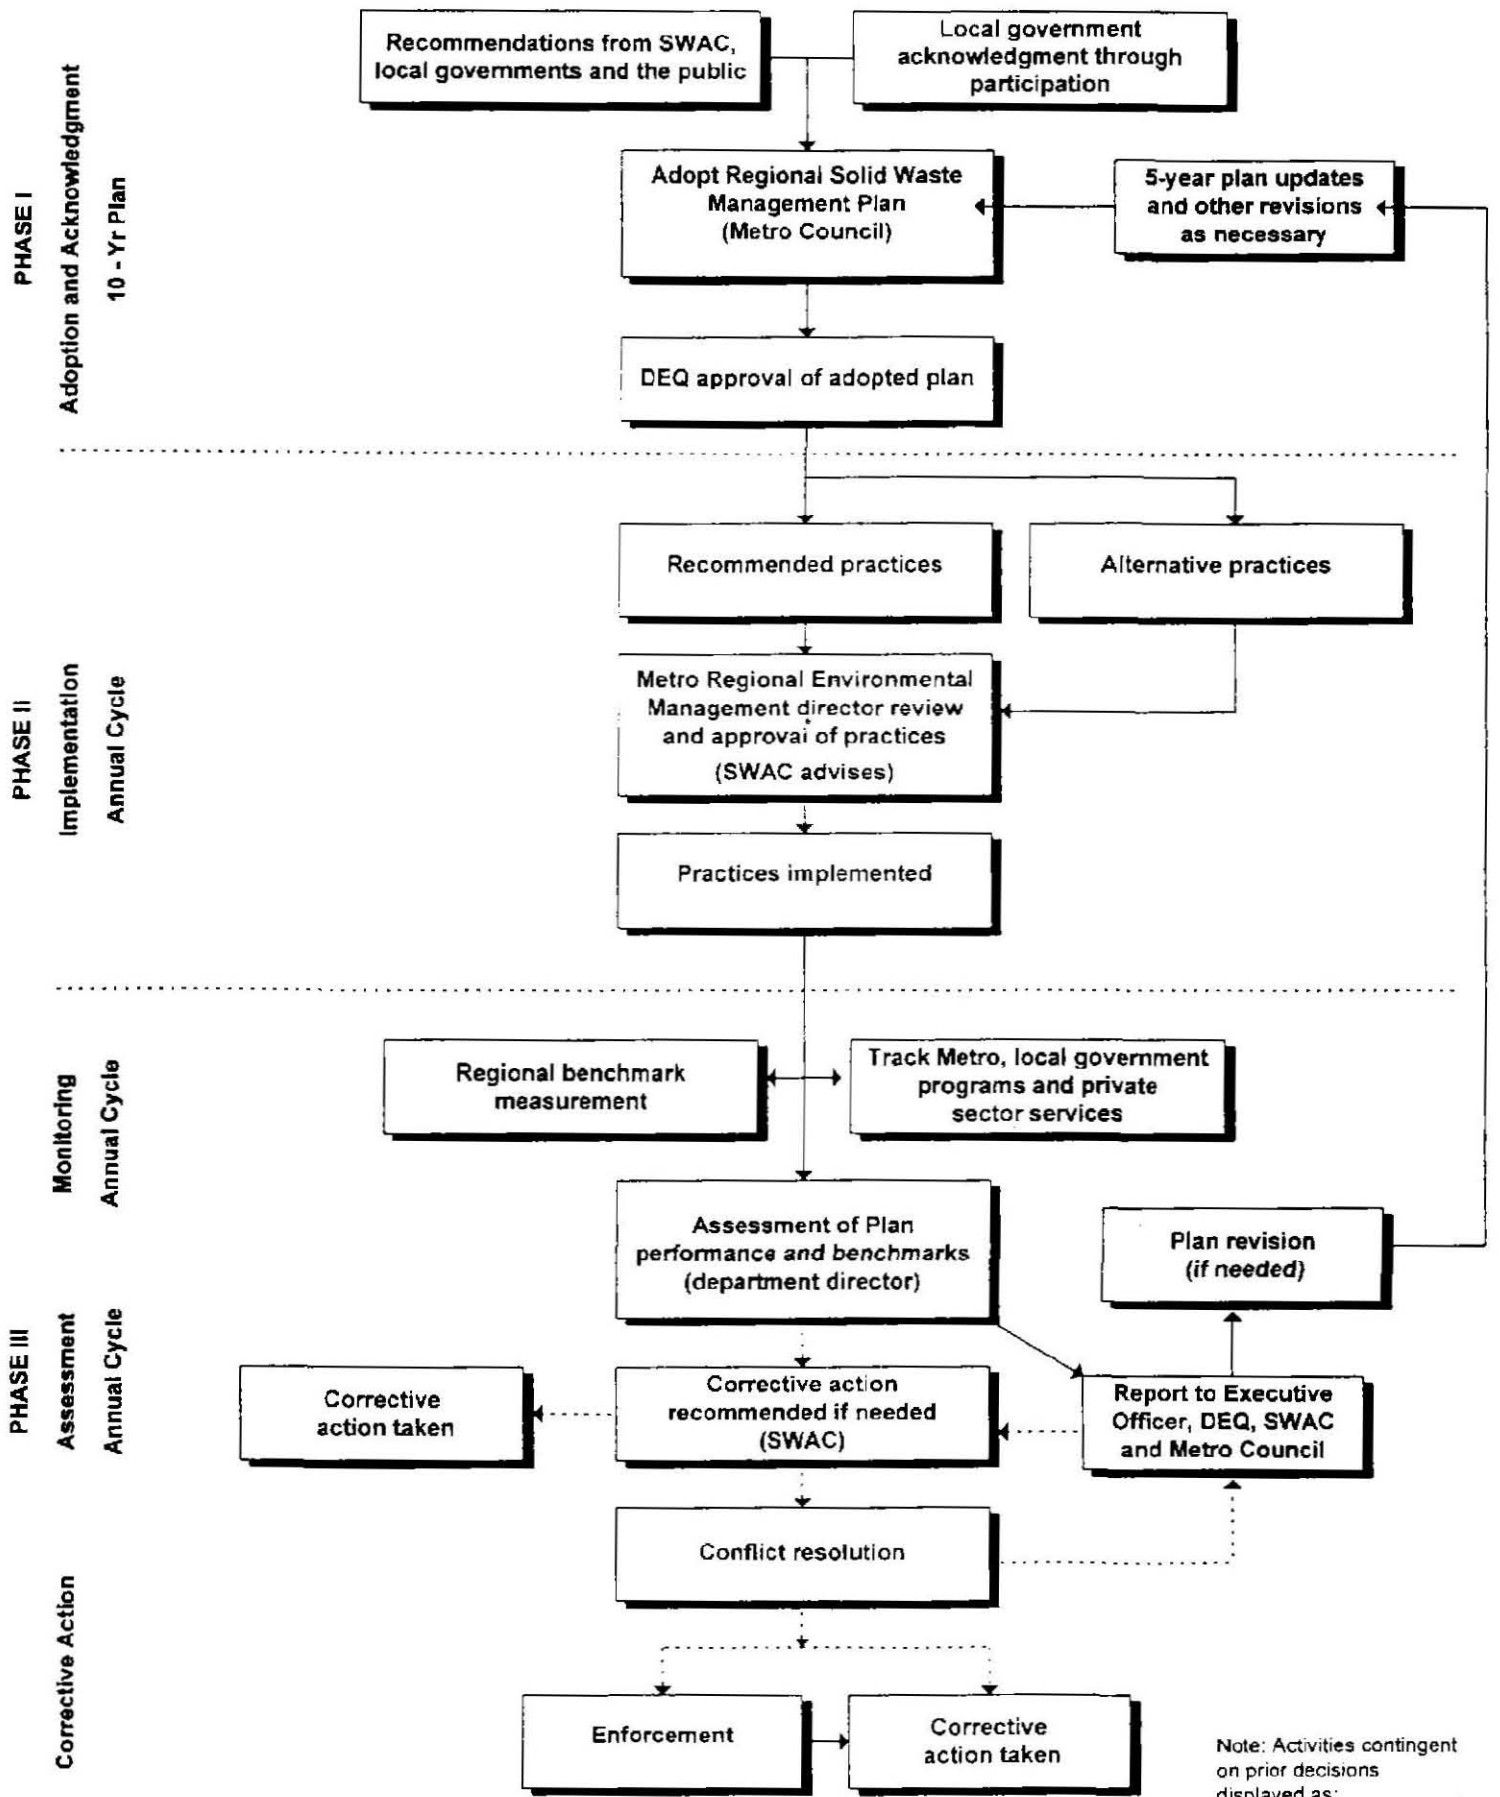 PHASE I
Adoption and Acknowledgment
10 - Yr Plan
Recommendations from SWAC,
local governments and the public
Local government
acknowledgment through
participation
Adopt Regional Solid Waste
Management Plan
(Metro Council)
5-year plan updates
and other revisions
as necessary
DEQ approval of adopted plan
PHASE II
Implementation
Annual Cycle
Recommended practices
Alternative practices
Metro Regional Environmental
Management director review
and approval of practices
(SWAC advises)
Practices implemented
PHASE III
Monitoring
Annual Cycle
Regional benchmark
measurement
Track Metro, local government
programs and private
sector services
Assessment
Annual Cycle
Assessment of Plan
performance and benchmarks
(department director)
Plan revision
(if needed)
Corrective
action taken
Corrective action
recommended if needed
(SWAC)
Report to Executive
Officer, DEQ, SWAC
and Metro Council
Corrective Action
Conflict resolution
Enforcement
Corrective
action taken
Note: Activities contingent
on prior decisions
displayed as: